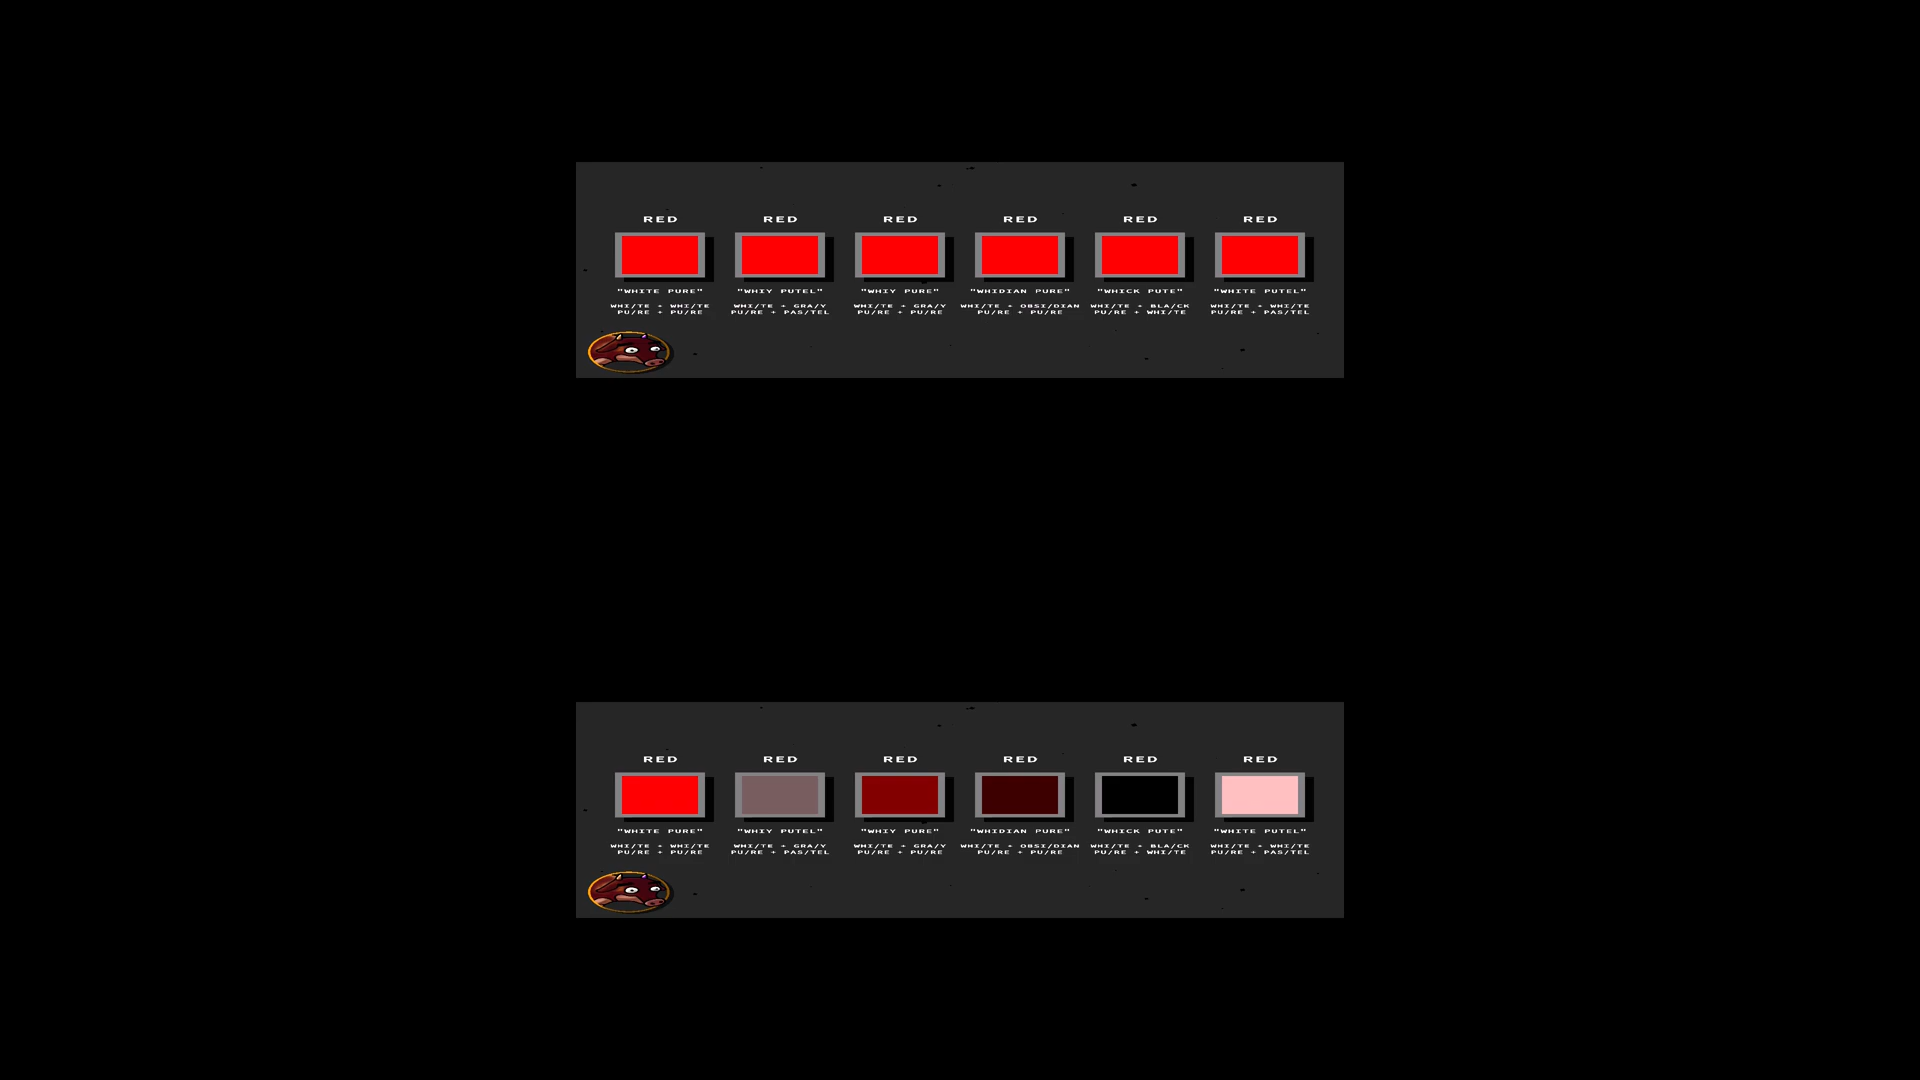 RED RED RED RED RED RED
"WHITE PURE" "WHIY PUTEL" "WHIY PURE" "WHIDIAN PURE" "WHICK PUTE" "WHITE PUTEL"
WHI/TE + WHI/TE WHI/TE + GRA/Y WHI/TE + GRA/Y WHI/TE + OBSI/DIAN WHI/TE + BLA/CK WHI/TE + WHI/TE
PU/RE + PU/RE PU/RE + PAS/TEL PU/RE + PU/RE PU/RE + PU/RE PU/RE + WHI/TE PU/RE + PAS/TEL
RED RED RED RED RED RED
"WHITE PURE" "WHIY PUTEL" "WHIY PURE" "WHIDIAN PURE" "WHICK PUTE" "WHITE PUTEL"
WHI/TE + WHI/TE WHI/TE + GRA/Y WHI/TE + GRA/Y WHI/TE + OBSI/DIAN WHI/TE + BLA/CK WHI/TE + WHI/TE
PU/RE + PU/RE PU/RE + PAS/TEL PU/RE + PU/RE PU/RE + PU/RE PU/RE + WHI/TE PU/RE + PAS/TEL